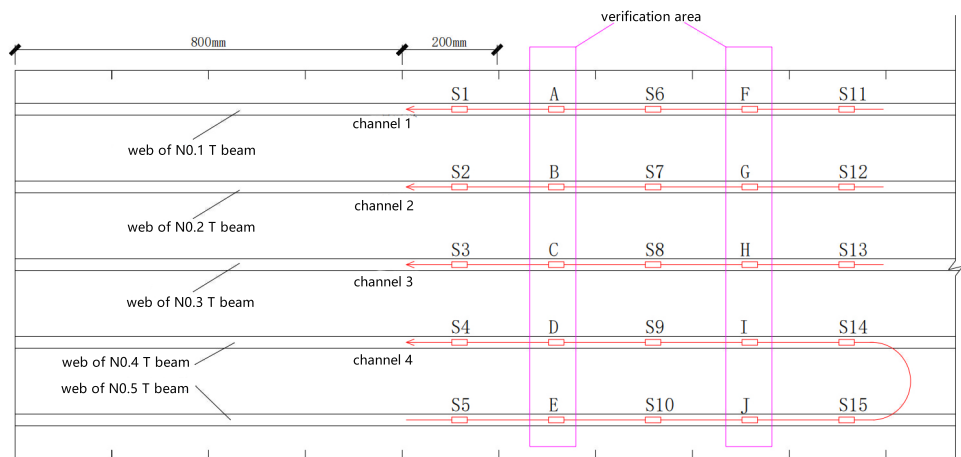 verification area
800mm 200mm
S1 A S6 F S11
channel 1
web of N0.1 T beam
S2 B S7 G S12
channel 2
web of N0.2 T beam
S3 C S8 H S13
channel 3
web of N0.3 T beam
S4 D S9 I S14
channel 4
web of N0.4 T beam
web of N0.5 T beam
S5 E S10 J S15